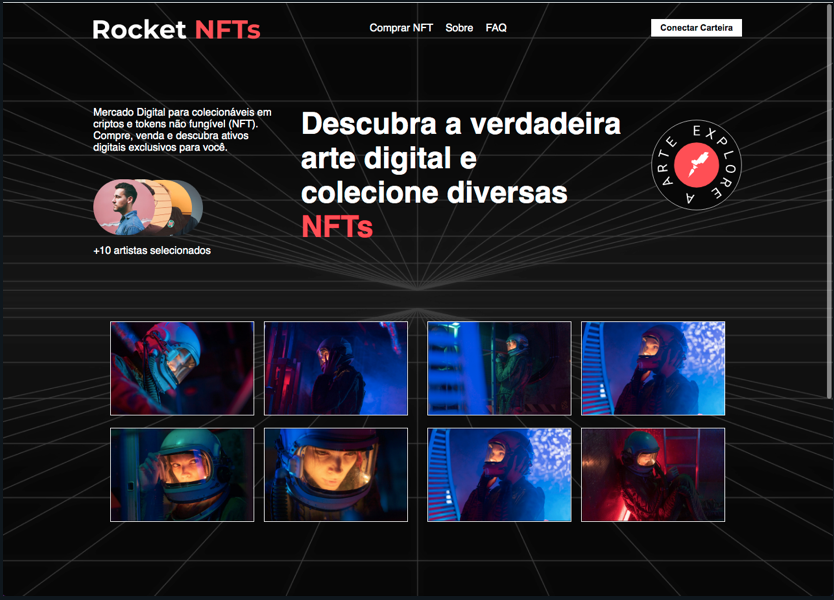 Rocket NFTs
Comprar NFT Sobre FAQ
Conectar Carteira
Mercado Digital para colecionáveis em
criptos e tokens não fungível (NFT).
Compre, venda e descubra ativos
digitais exclusivos para você.
+10 artistas selecionados
Descubra a verdadeira
arte digital e
colecione diversas
NFTs
EXPLORE A ARTE